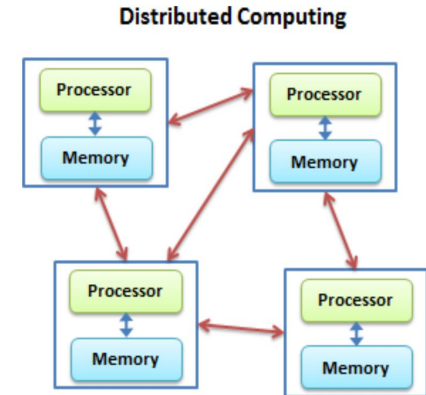 Distributed Computing
Processor
Memory
Processor
Memory
Processor
Memory
Processor
Memory